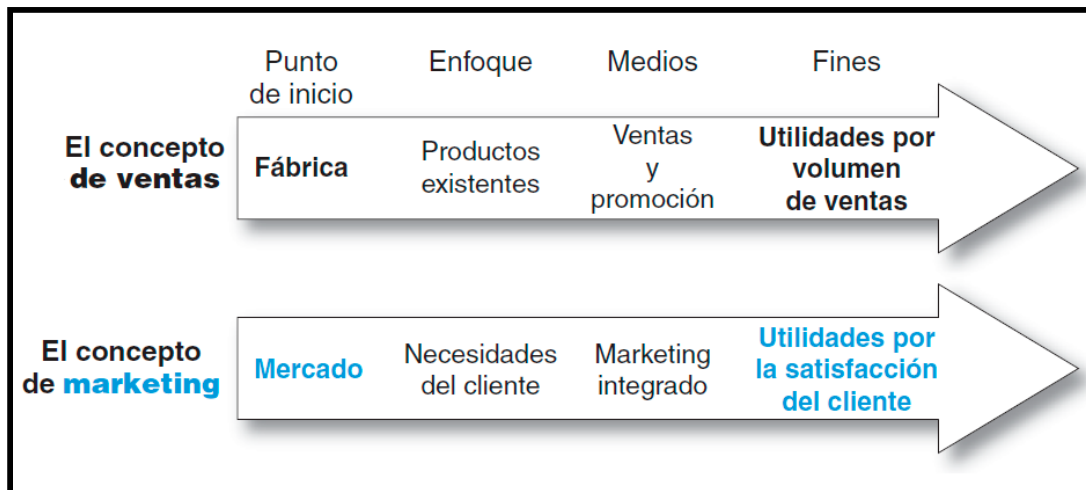 Punto
de inicio
Enfoque
Medios
Fines
El concepto
de ventas
Fábrica
Productos
existentes
Ventas
y
promoción
Utilidades por
volumen
de ventas
El concepto
de marketing
Mercado
Necesidades
del cliente
Marketing
integrado
Utilidades por
la satisfacción
del cliente